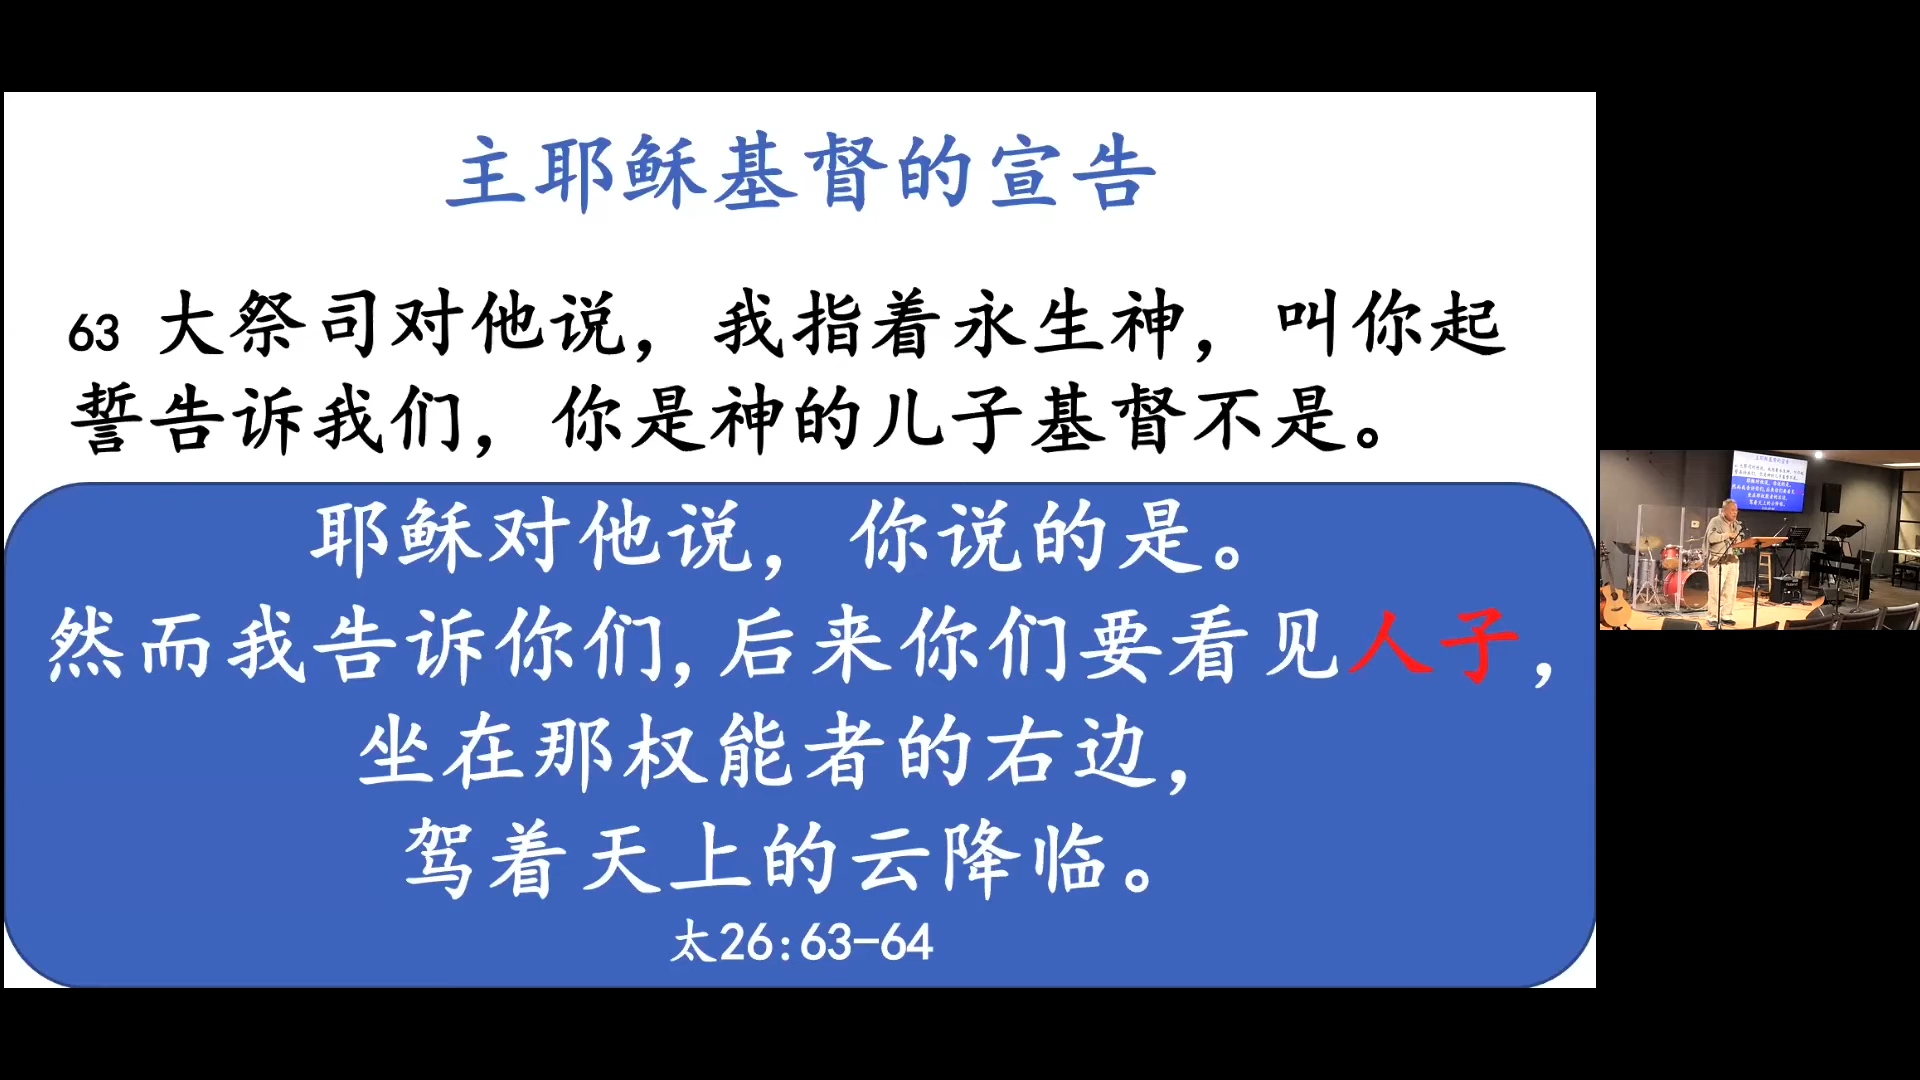 主耶稣基督的宣告
63 大祭司对他说，我指着永生神，叫你起
誓告诉我们，你是神的儿子基督不是。
耶稣对他说，你说的是。
然而我告诉你们,后来你们要看见人子，
坐在那权能者的右边，
驾着天上的云降临。
太26:63-64